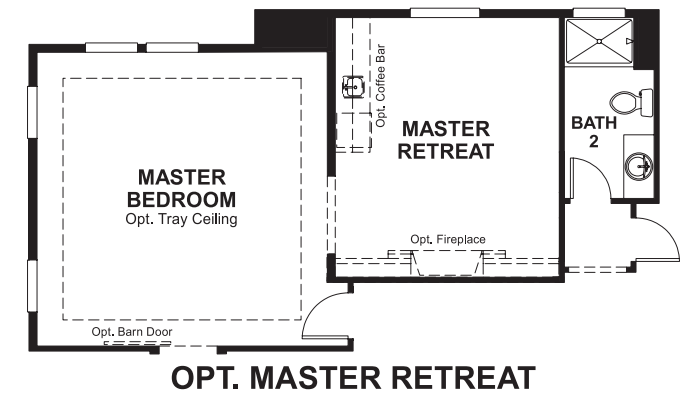 Opt. Coffee Bar
MASTER
RETREAT
BATH
2
MASTER
BEDROOM
Opt. Tray Ceiling
Opt. Fireplace
Opt. Barn Door
OPT. MASTER RETREAT